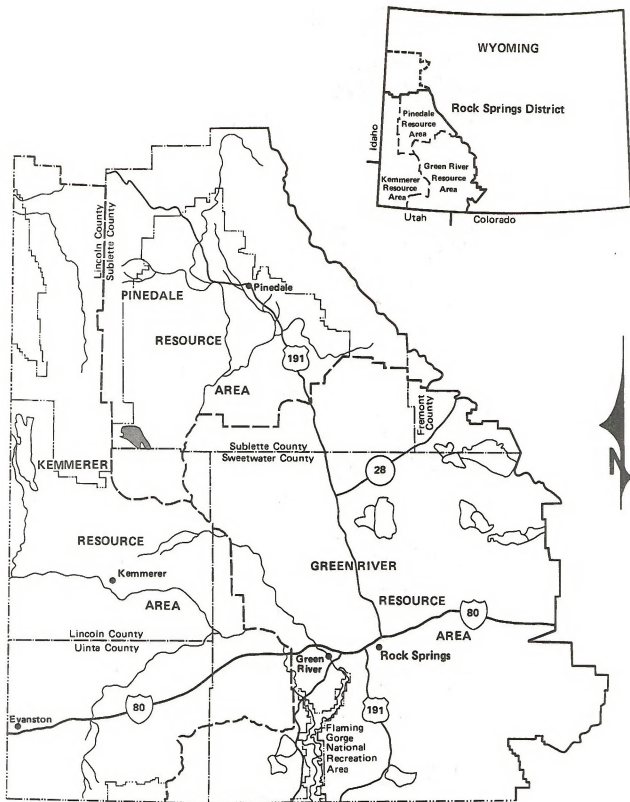 WYOMING
Rock Springs District
Pinedale
Resource
Area
Green River
Resource
Area
Kemmerer
Resource
Area
Idaho
Utah
Colorado
Lincoln County
Sublette County
PINEDALE
RESOURCE
AREA
Pinedale
191
Fremont
County
Sublette County
Sweetwater County
28
N
KEMMERER
RESOURCE
AREA
Kemmerer
GREEN RIVER
RESOURCE
AREA
80
Lincoln County
Uinta County
Green
River
Rock Springs
80
191
Evanston
Flaming
Gorge
National
Recreation
Area